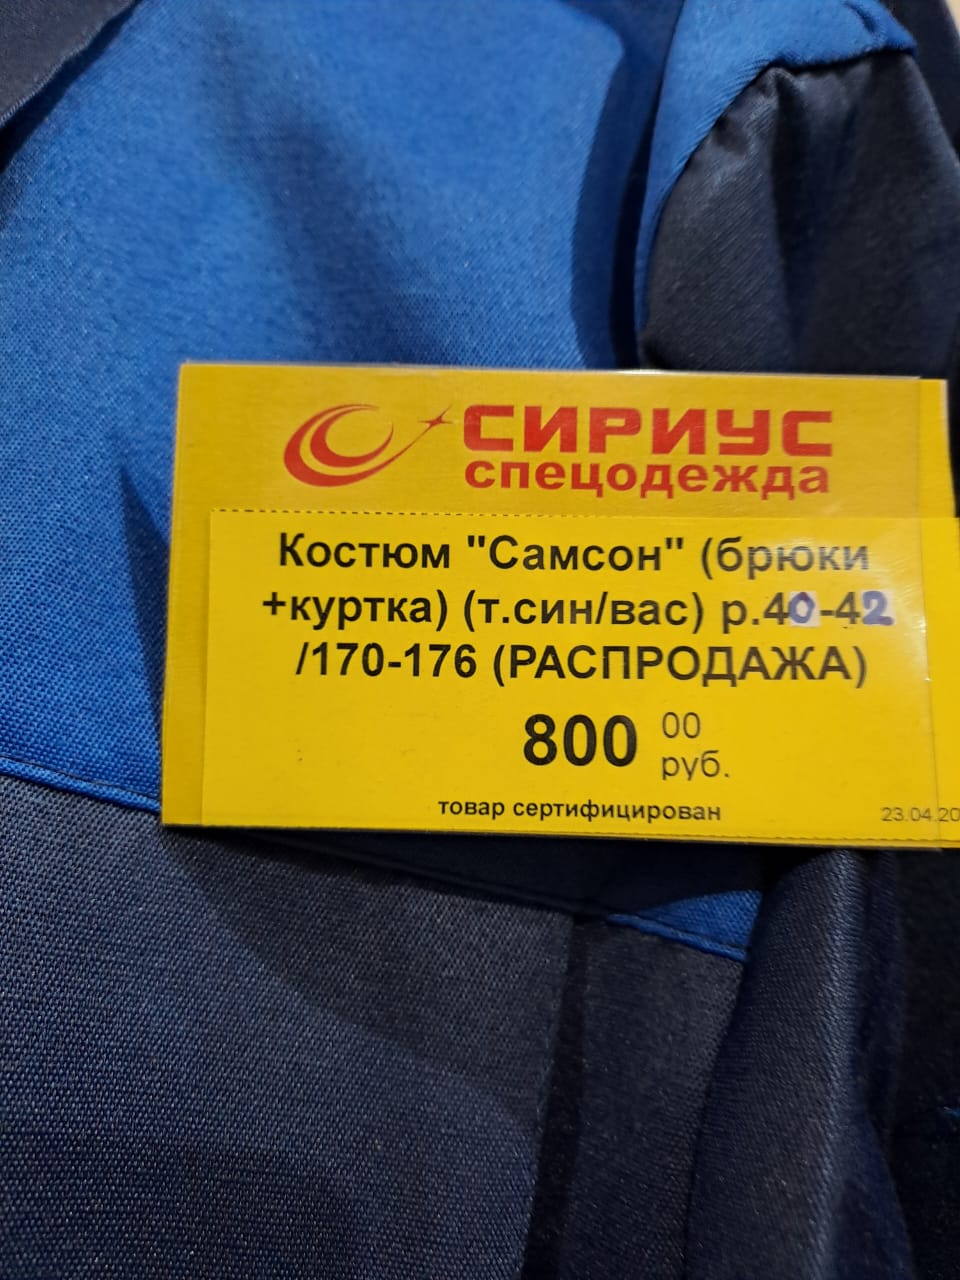 СИРИУС
спецодежда
Костюм "Самсон" (брюки
+куртка) (т.син/вас) р.40-42
/170-176 (РАСПРОДАЖА)
800 00
руб.
товар сертифицирован
23.04.20